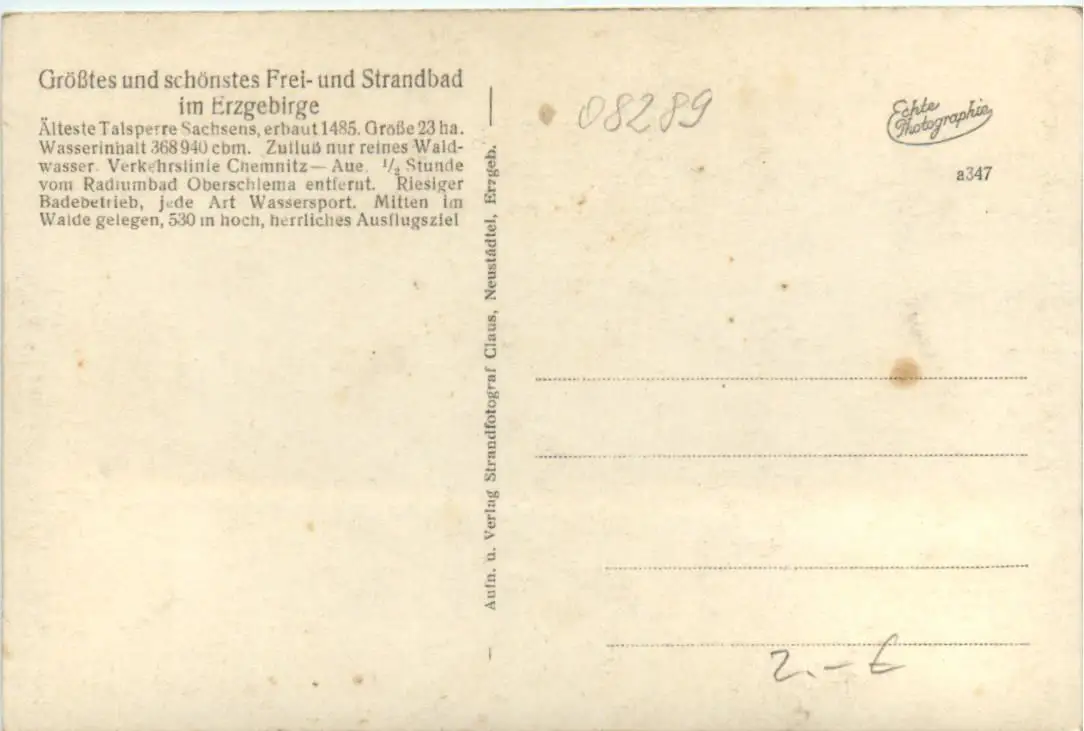 Größtes und schönstes Frei- und Strandbad
im Erzgebirge
Älteste Talsperre Sachsens, erbaut 1485. Größe 23 ha.
Wasserinhalt 368 940 cbm. Zufluß nur reines Wald-
wasser. Verkehrslinie Chemnitz — Aue. ½ Stunde
vom Radiumbad Oberschlema entfernt. Riesiger
Badebetrieb, jede Art Wassersport. Mitten im
Walde gelegen, 530 m hoch, herrliches Ausflugsziel
Aufn. u. Verlag Strandfotograf Claus, Neustädtel, Erzgeb.
08289
Echte
Photographie
a347
2.- €